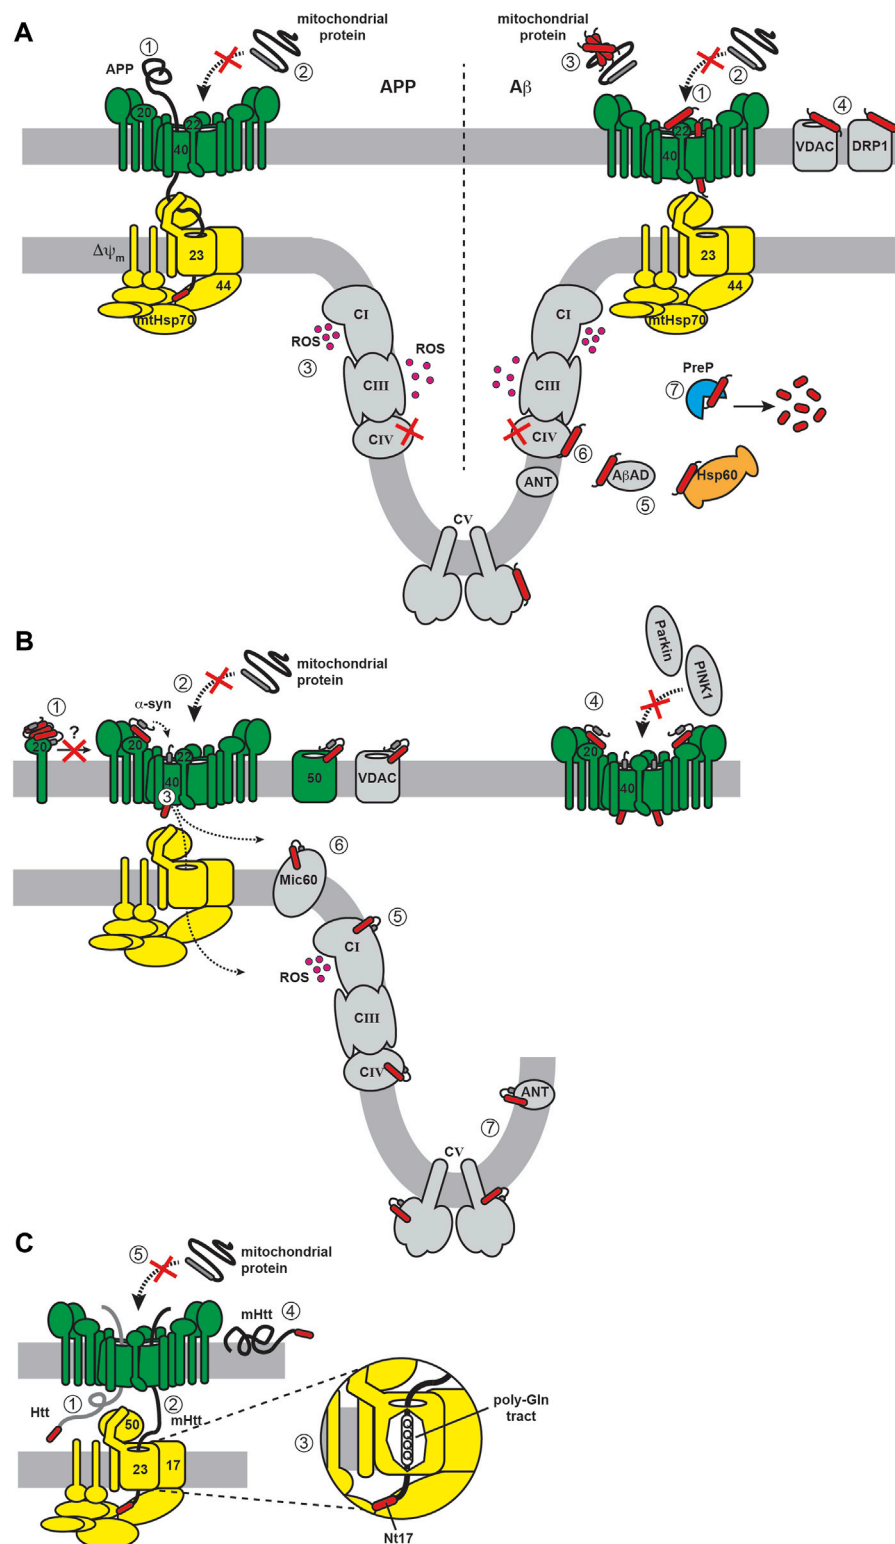 A
mitochondrial
protein
①
APP
②
20
22
40
APP
Aβ
mitochondrial
protein
③
②
①
④
22
40
VDAC
DRP1
Δψm
23
44
mtHsp70
23
44
mtHsp70
CI
ROS
③
ROS
CIII
CIV
CI
CIII
CIV
⑥
ANT
PreP
⑦
AβAD
⑤
Hsp60
CV
B
mitochondrial
protein
②
α-syn
①
?
20
20
22
40
③
50
VDAC
Parkin
PINK1
④
20
40
Mic60
⑥
⑤
CI
ROS
CIII
CIV
ANT
⑦
CV
C
⑤
mitochondrial
protein
mHtt
④
Htt
①
②
mHtt
50
23
17
③
poly-Gln
tract
Q
Q
Q
Q
Nt17